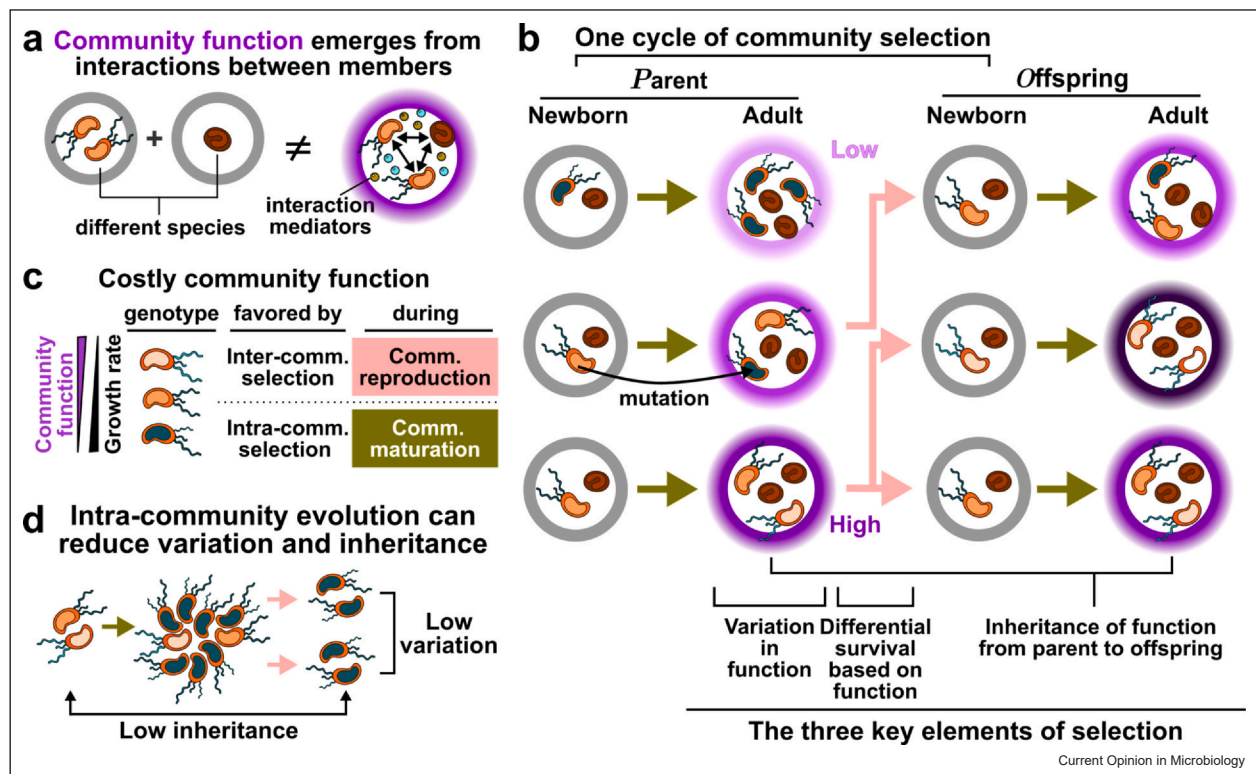 a Community function emerges from
interactions between members
+
≠
different species
interaction
mediators
b One cycle of community selection
Parent
Offspring
Newborn
Adult
Newborn
Adult
Low
mutation
High
Variation
in
function
Differential
survival
based on
function
Inheritance of function
from parent to offspring
The three key elements of selection
c Costly community function
genotype
favored by
during
Community
function
Growth rate
Inter-comm.
selection
Comm.
reproduction
Intra-comm.
selection
Comm.
maturation
d Intra-community evolution can
reduce variation and inheritance
Low
variation
Low inheritance
Current Opinion in Microbiology